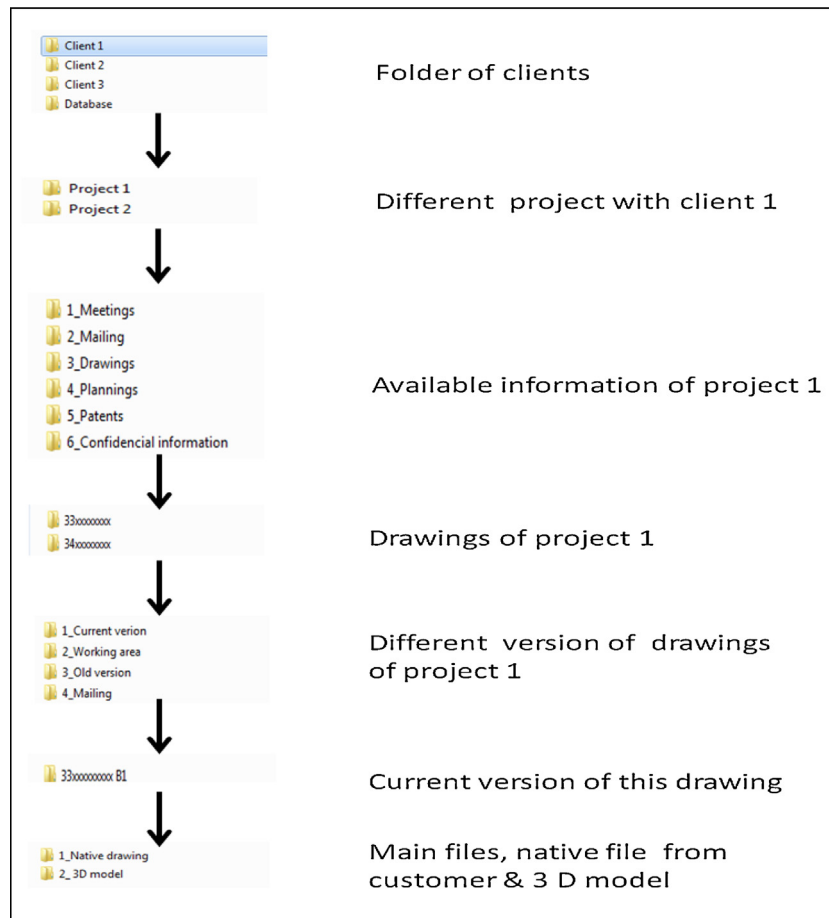 Client 1
Client 2
Client 3
Database
Folder of clients
Project 1
Project 2
Different project with client 1
1_Meetings
2_Mailing
3_Drawings
4_Plannings
5_Patents
6_Confidencial information
Available information of project 1
33xxxxxxxx
34xxxxxxxx
Drawings of project 1
1_Current verion
2_Working area
3_Old version
4_Mailing
Different version of drawings
of project 1
33xxxxxxxxx B1
Current version of this drawing
1_Native drawing
2_ 3D model
Main files, native file from
customer & 3 D model